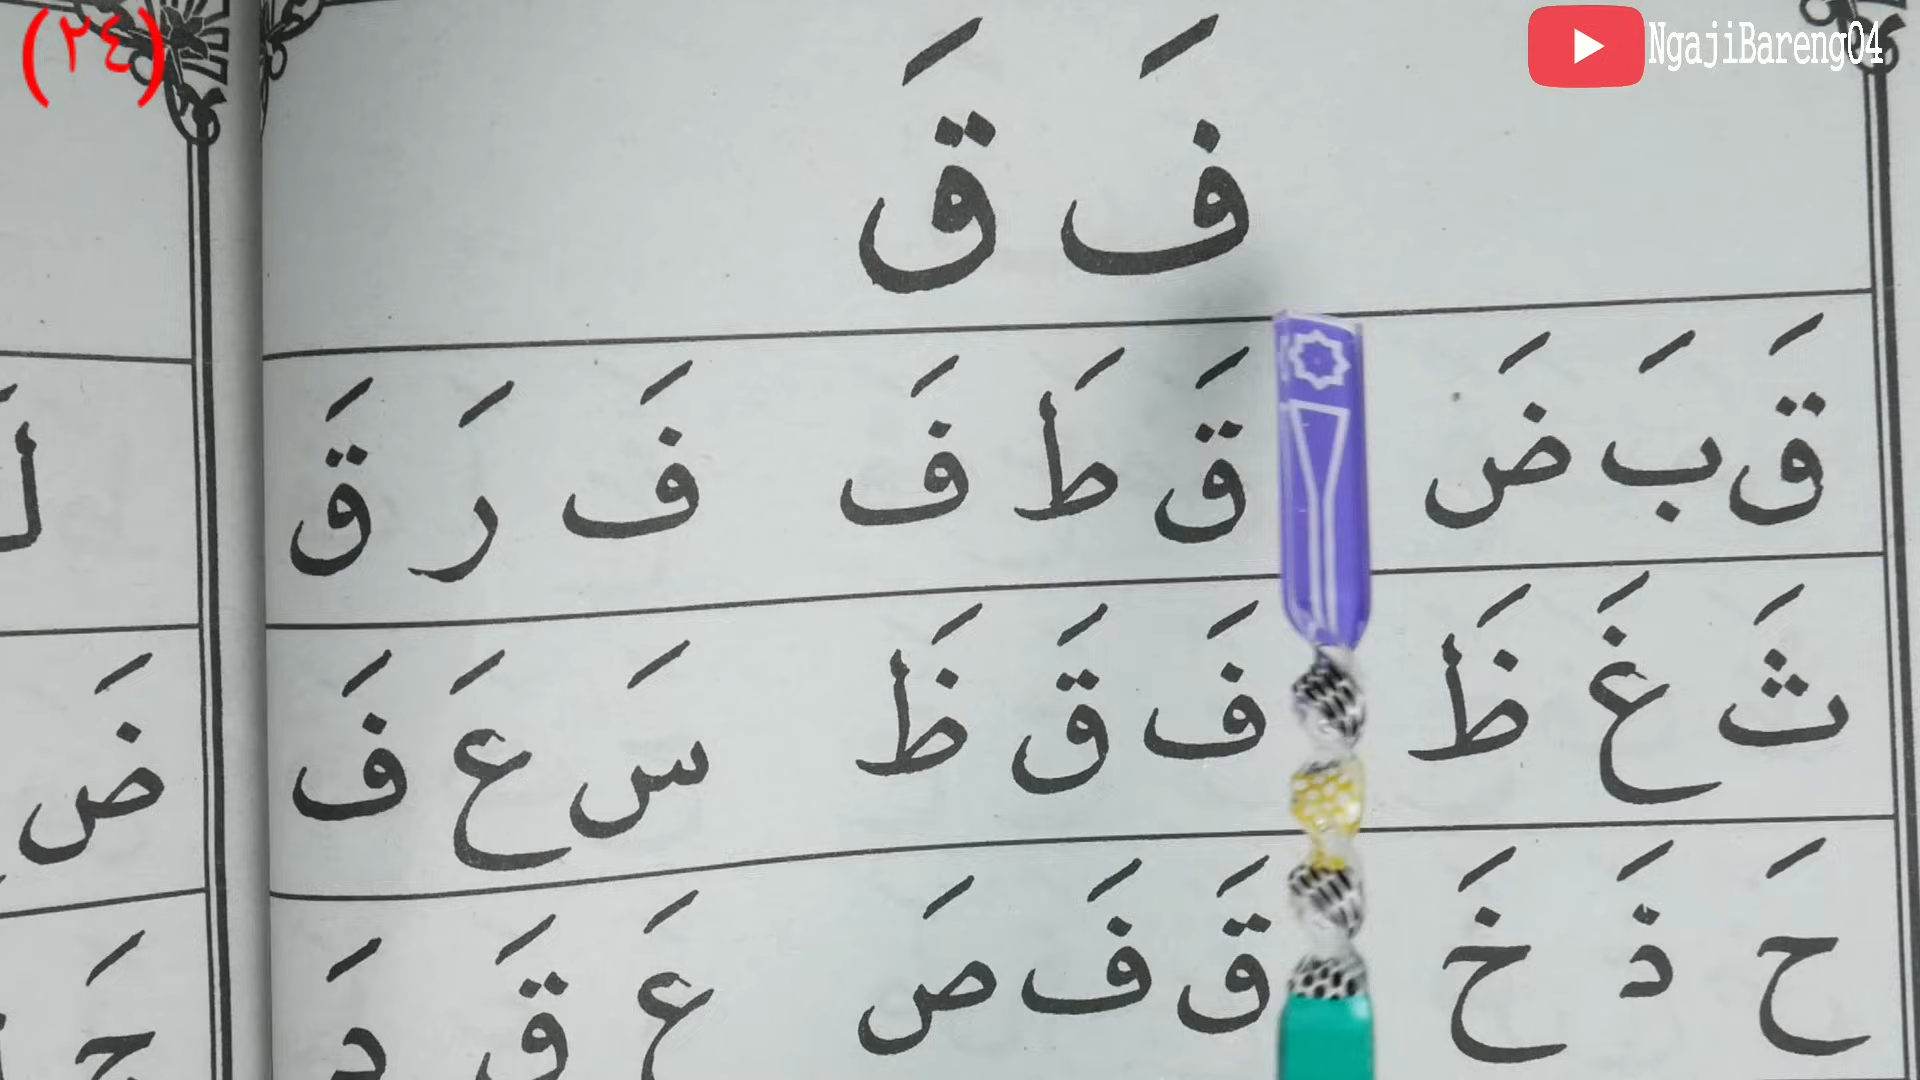 (٢٤)
NgajiBareng04
فَ قَ
قَ بَ ضَ قَ طَ فَ فَ رَ قَ
ثَ غَ ظَ فَ قَ ظَ سَ عَ فَ
حَ ذَ خَ قَ فَ صَ عَ قَ دَ
ضَ